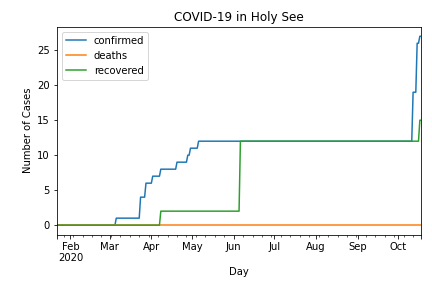 COVID-19 in Holy See
confirmed
deaths
recovered
Number of Cases
25
20
15
10
5
0
Feb Mar Apr May Jun Jul Aug Sep Oct
2020
Day